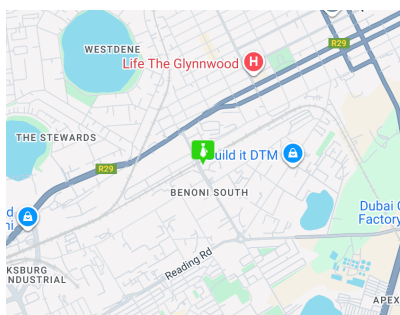 R29
WESTDENE
Life The Glynnwood
H
THE STEWARDS
uild it DTM
R29
BENONI SOUTH
Dubai
Factory
d
ni
Reading Rd
KSBURG
INDUSTRIAL
APEX